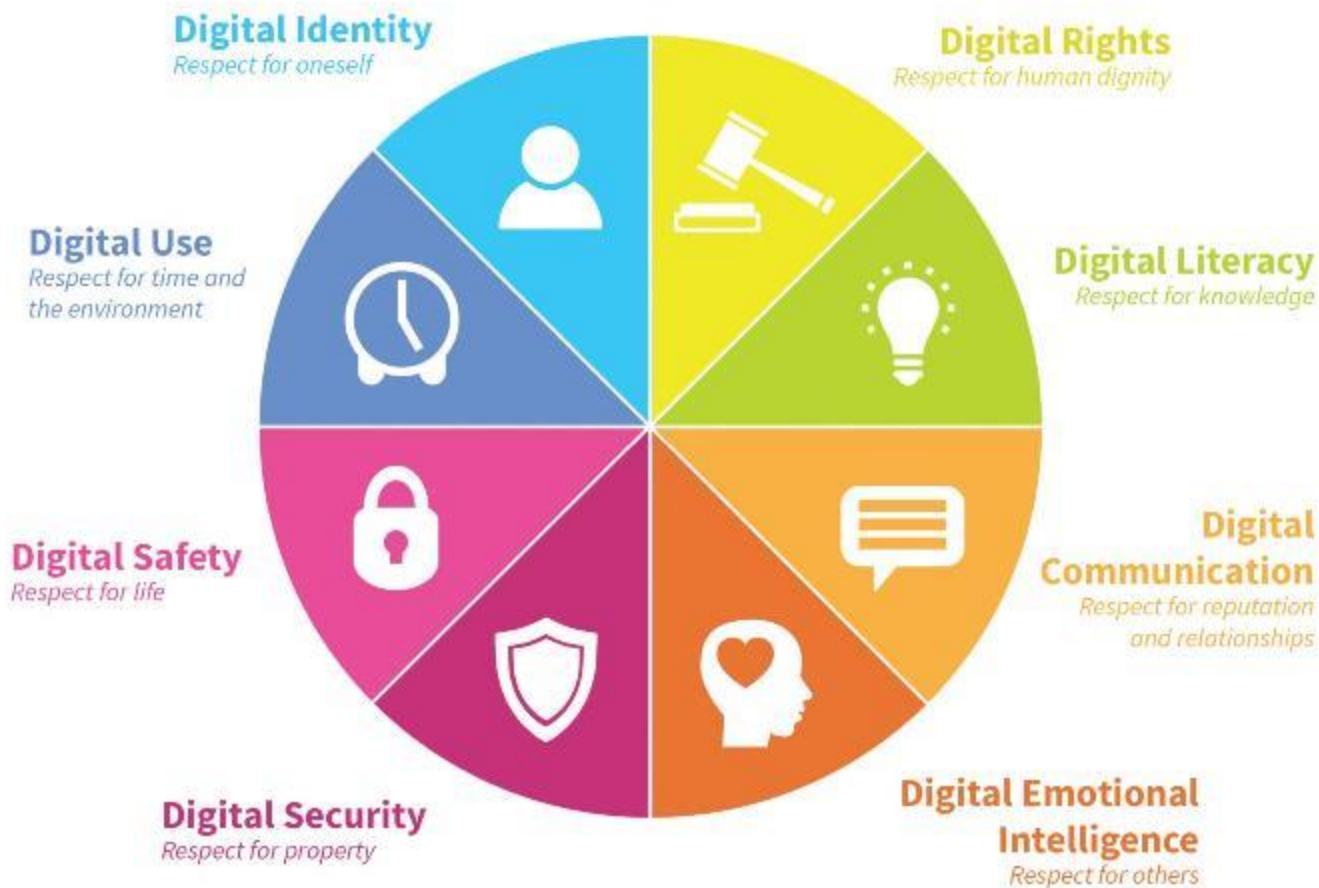 Digital Identity
Respect for oneself
Digital Rights
Respect for human dignity
Digital Use
Respect for time and
the environment
Digital Literacy
Respect for knowledge
Digital Safety
Respect for life
Digital
Communication
Respect for reputation
and relationships
Digital Security
Respect for property
Digital Emotional
Intelligence
Respect for others